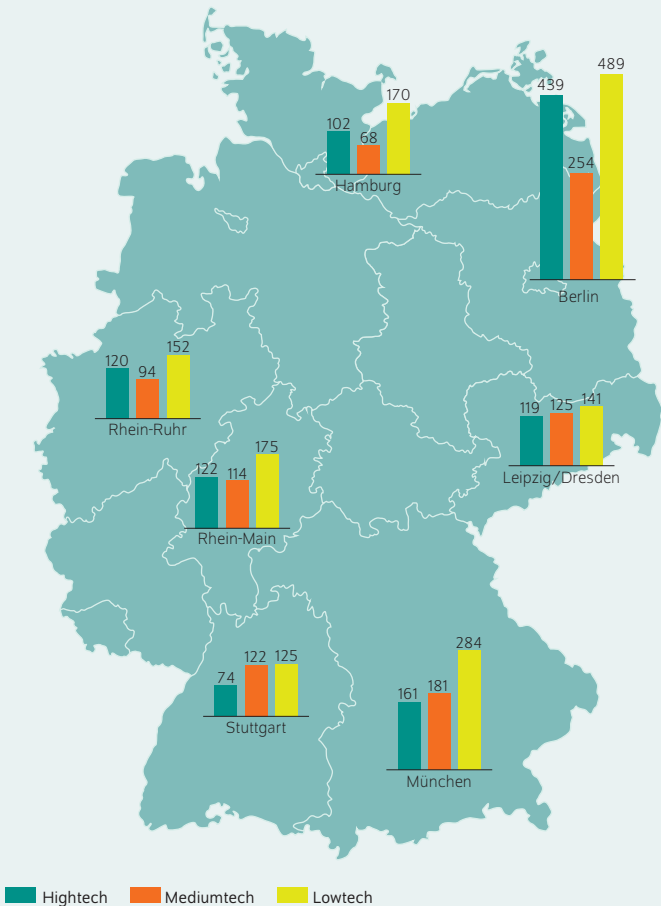 489
439
170
102
68
254
Hamburg
Berlin
152
120
94
141
119
125
Rhein-Ruhr
175
122
114
Leipzig/Dresden
Rhein-Main
284
122
125
74
181
161
Stuttgart
München
Hightech Mediumtech Lowtech